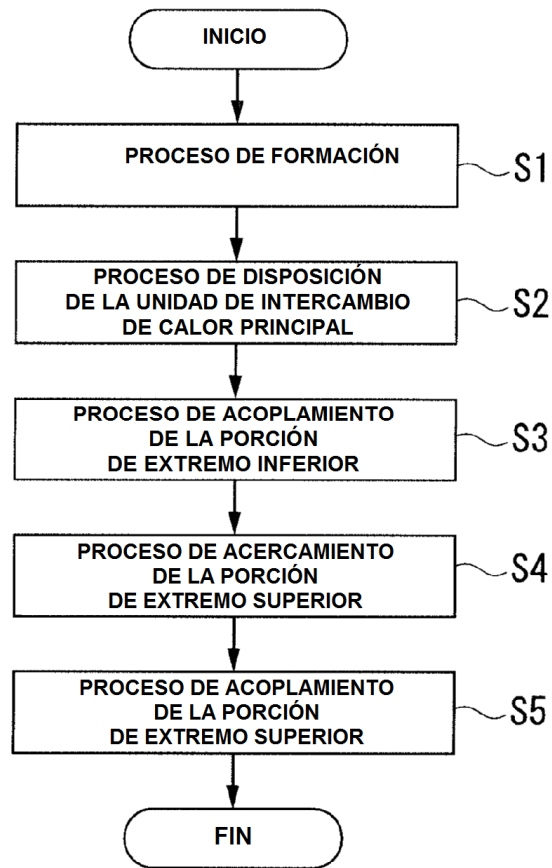 INICIO
PROCESO DE FORMACIÓN
S1
PROCESO DE DISPOSICIÓN
DE LA UNIDAD DE INTERCAMBIO
DE CALOR PRINCIPAL
S2
PROCESO DE ACOPLAMIENTO
DE LA PORCIÓN
DE EXTREMO INFERIOR
S3
PROCESO DE ACERCAMIENTO
DE LA PORCIÓN
DE EXTREMO SUPERIOR
S4
PROCESO DE ACOPLAMIENTO
DE LA PORCIÓN
DE EXTREMO SUPERIOR
S5
FIN